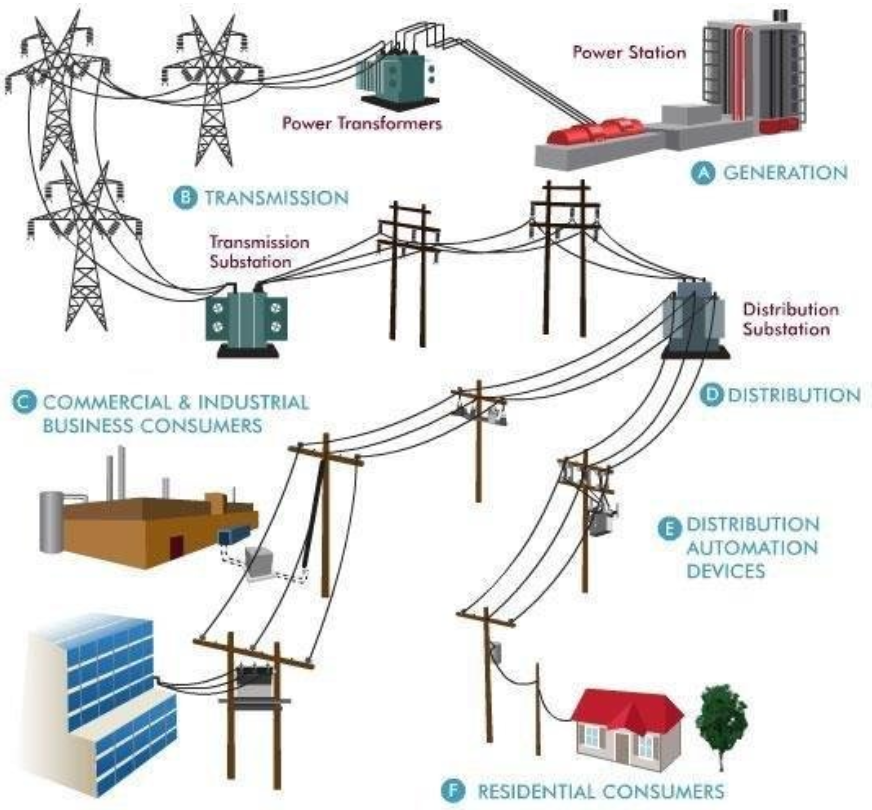 Power Station
Power Transformers
A GENERATION
B TRANSMISSION
Transmission
Substation
Distribution
Substation
C COMMERCIAL & INDUSTRIAL
BUSINESS CONSUMERS
D DISTRIBUTION
E DISTRIBUTION
AUTOMATION
DEVICES
F RESIDENTIAL CONSUMERS